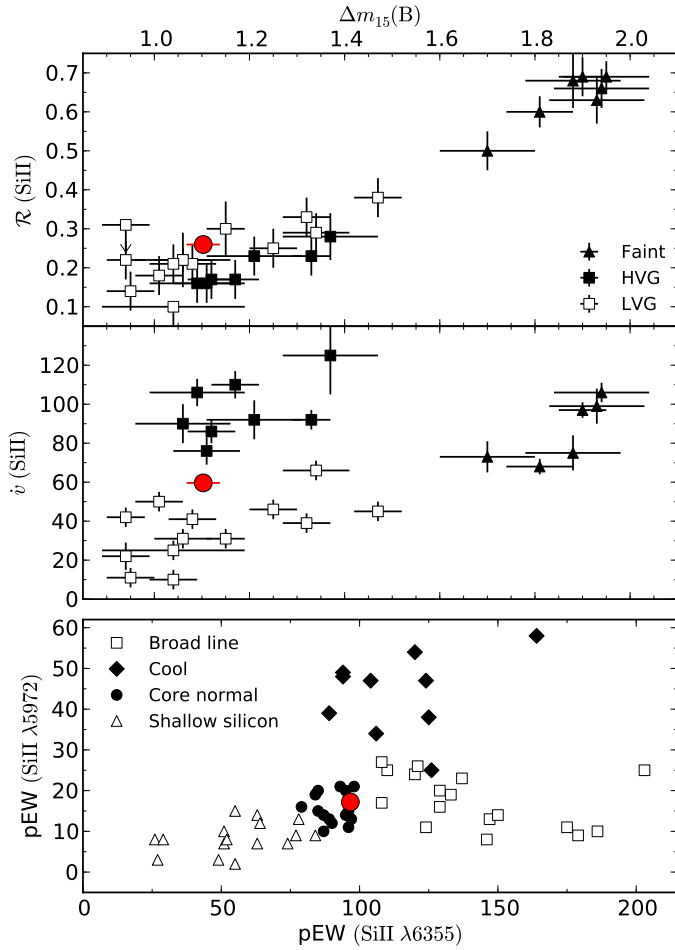 Δm15(B)
1.0 1.2 1.4 1.6 1.8 2.0
0.7
0.6
0.5
0.4
0.3
0.2
0.1
ℛ (SiII)
Faint
HVG
LVG
120
100
80
60
40
20
0
v̇ (SiII)
60
50
40
30
20
10
0
pEW (SiII λ5972)
Broad line
Cool
Core normal
Shallow silicon
0 50 100 150 200
pEW (SiII λ6355)